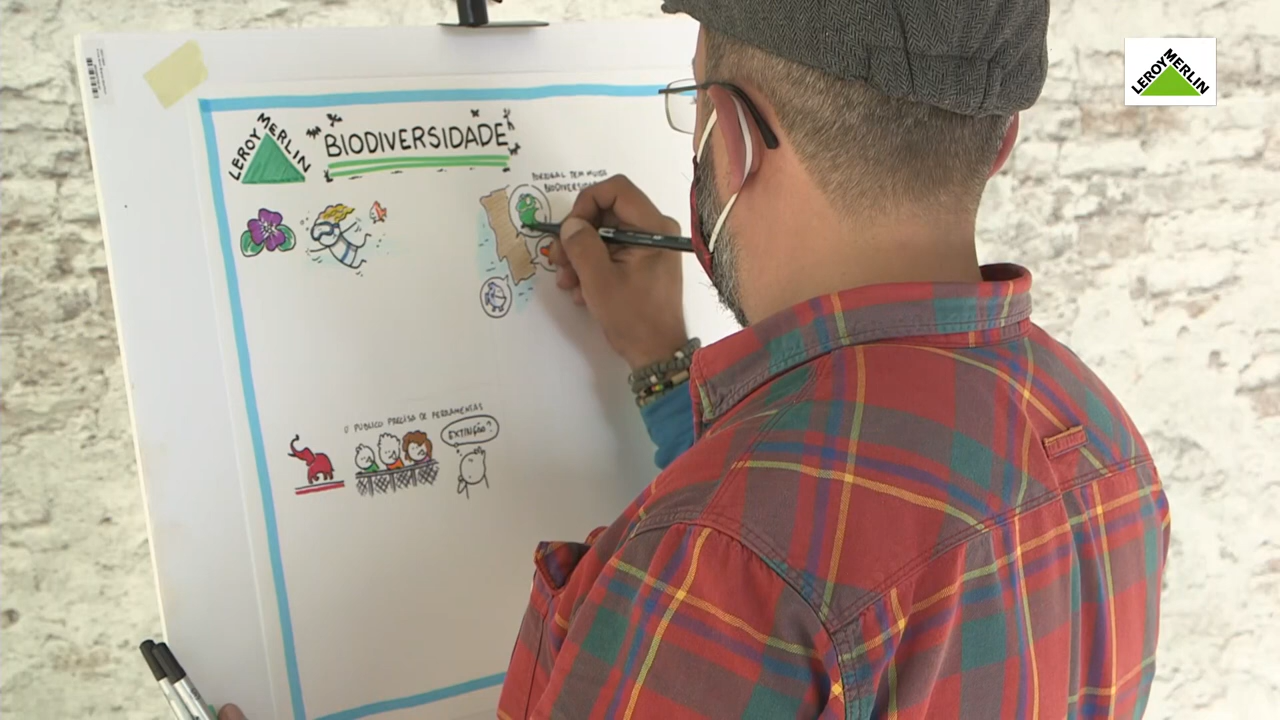 LEROY MERLIN
LEROY MERLIN
BIODIVERSIDADE
PORTUGAL TEM MUITA
BIODIVERSIDADE
O PÚBLICO PRECISA DE FERRAMENTAS
EXTINÇÃO?